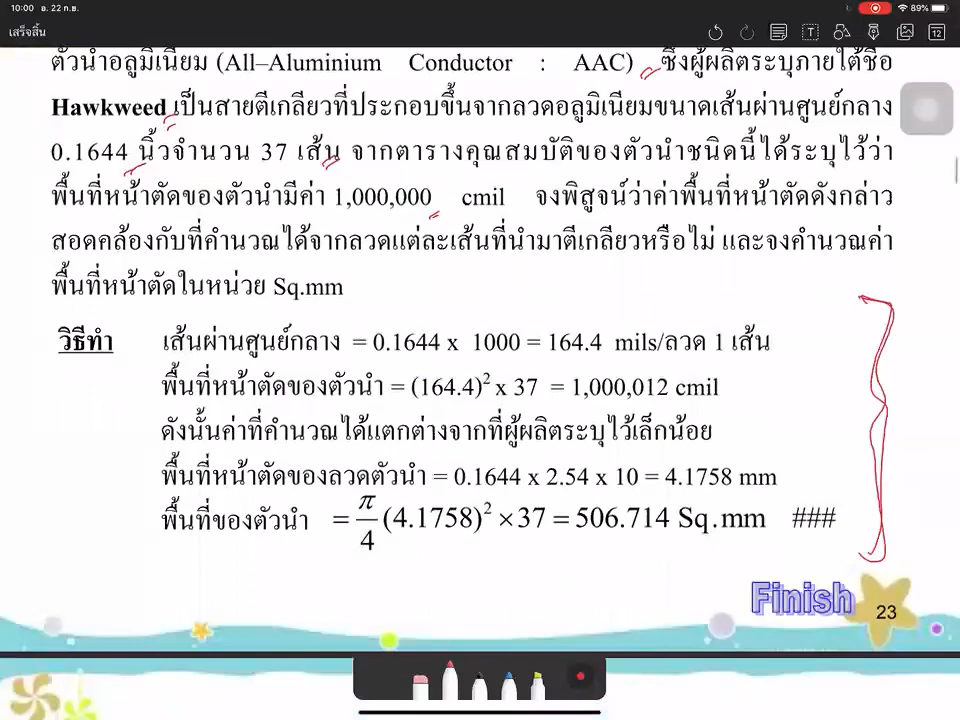 10:00 อ. 22 ก.ย.
89%
เสร็จสิ้น
T
12
ตัวนำอลูมิเนียม (All–Aluminium Conductor : AAC) ซึ่งผู้ผลิตระบุภายใต้ชื่อ
Hawkweed เป็นสายตีเกลียวที่ประกอบขึ้นจากลวดอลูมิเนียมขนาดเส้นผ่านศูนย์กลาง
0.1644 นิ้วจำนวน 37 เส้น จากตารางคุณสมบัติของตัวนำชนิดนี้ได้ระบุไว้ว่า
พื้นที่หน้าตัดของตัวนำมีค่า 1,000,000 cmil จงพิสูจน์ว่าค่าพื้นที่หน้าตัดดังกล่าว
สอดคล้องกับที่คำนวณได้จากลวดแต่ละเส้นที่นำมาตีเกลียวหรือไม่ และจงคำนวณค่า
พื้นที่หน้าตัดในหน่วย Sq.mm
วิธีทำ เส้นผ่านศูนย์กลาง = 0.1644 x 1000 = 164.4 mils/ลวด 1 เส้น
พื้นที่หน้าตัดของตัวนำ = (164.4)² x 37 = 1,000,012 cmil
ดังนั้นค่าที่คำนวณได้แตกต่างจากที่ผู้ผลิตระบุไว้เล็กน้อย
พื้นที่หน้าตัดของลวดตัวนำ = 0.1644 x 2.54 x 10 = 4.1758 mm
พื้นที่ของตัวนำ = π/4 (4.1758)² × 37 = 506.714 Sq.mm ###
Finish
23